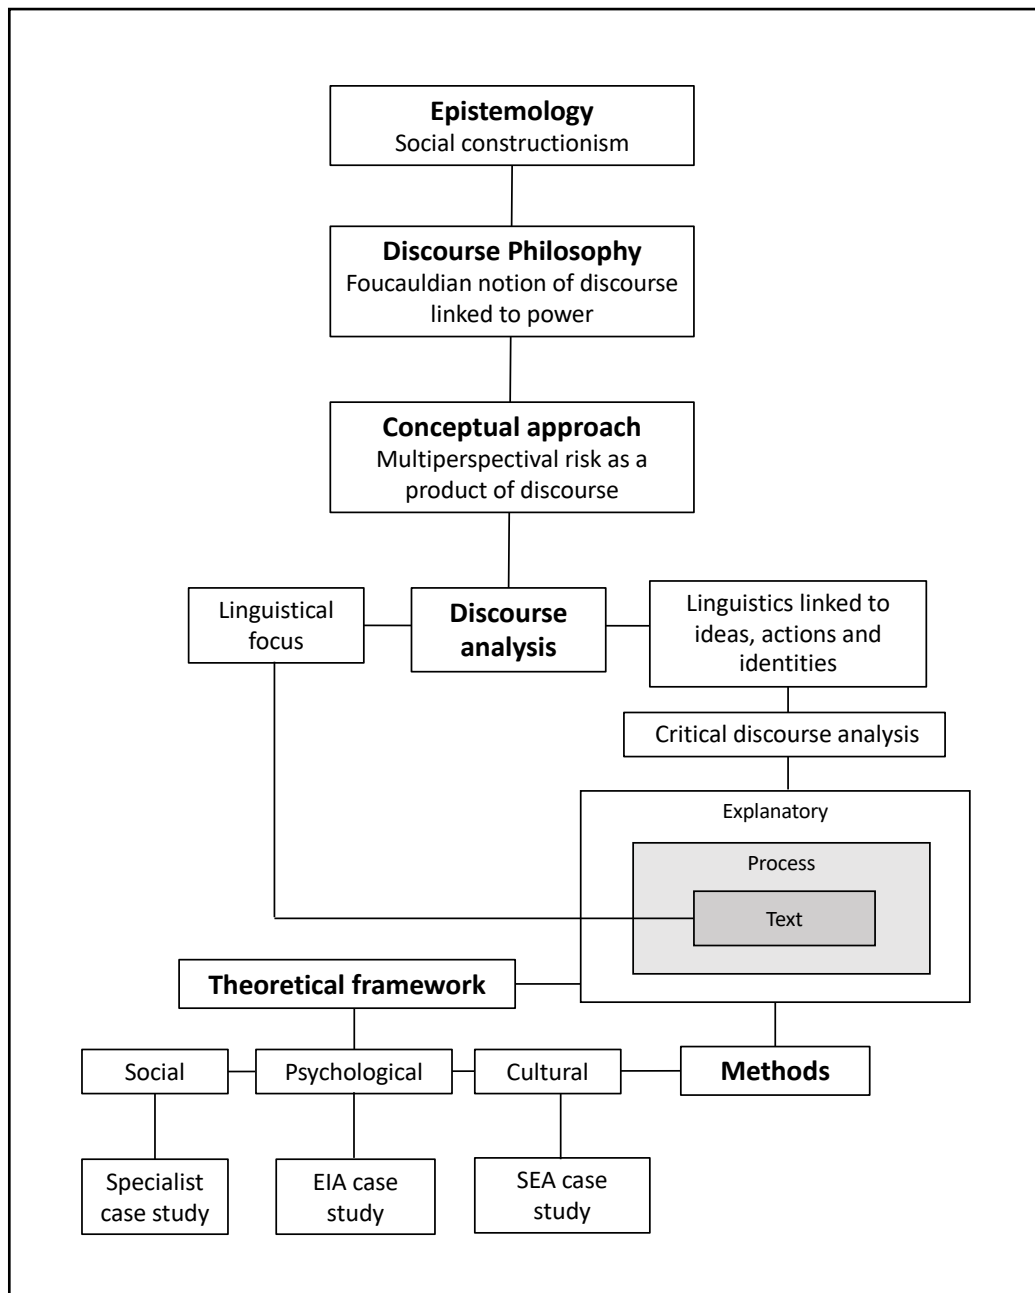 Epistemology
Social constructionism
Discourse Philosophy
Foucauldian notion of discourse
linked to power
Conceptual approach
Multiperspectival risk as a
product of discourse
Linguistical
focus
Discourse
analysis
Linguistics linked to
ideas, actions and
identities
Critical discourse analysis
Explanatory
Process
Text
Theoretical framework
Social
Psychological
Cultural
Methods
Specialist
case study
EIA case
study
SEA case
study